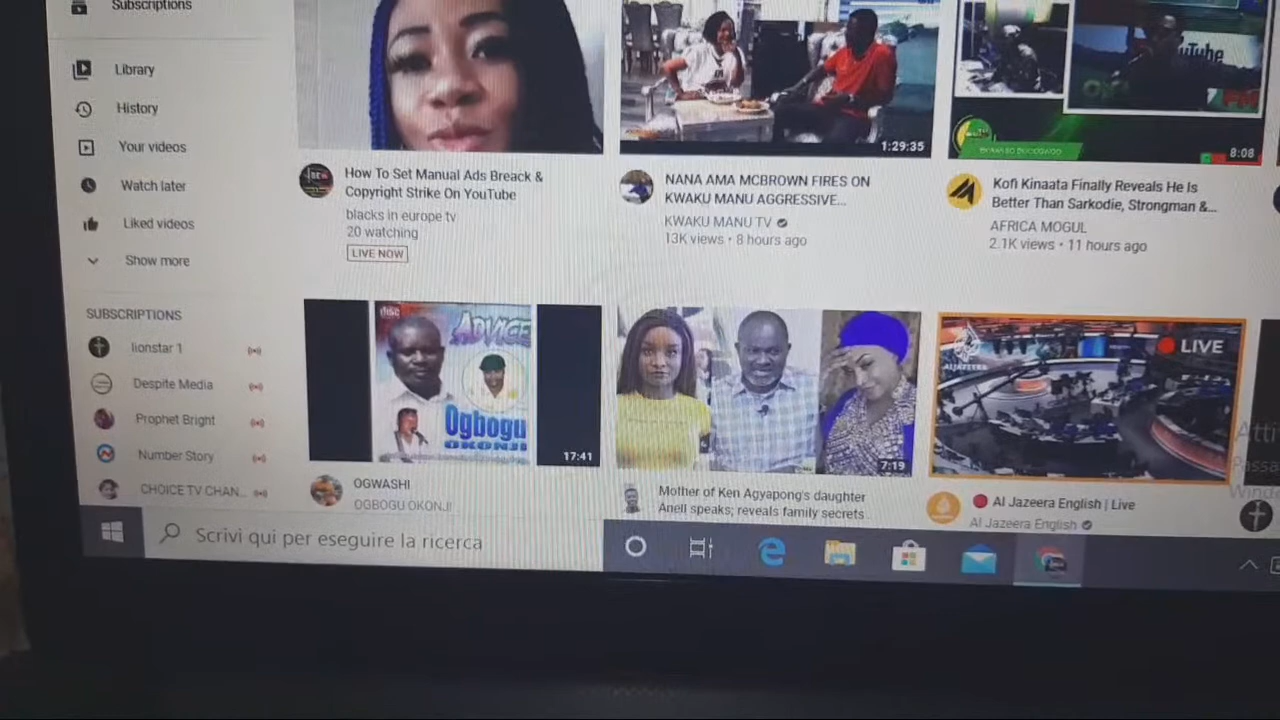 Subscriptions
Library
History
Your videos
Watch later
Liked videos
Show more
SUBSCRIPTIONS
lionstar 1
Despite Media
Prophet Bright
Number Story
CHOICE TV CHAN...
How To Set Manual Ads Breack &
Copyright Strike On YouTube
blacks in europe tv
20 watching
LIVE NOW
1:29:35
NANA AMA MCBROWN FIRES ON
KWAKU MANU AGGRESSIVE...
KWAKU MANU TV
13K views • 8 hours ago
8:08
Kofi Kinaata Finally Reveals He Is
Better Than Sarkodie, Strongman &...
AFRICA MOGUL
2.1K views • 11 hours ago
disc
ADVICE
Ogbogu
OKONJI
17:41
OGWASHI
OGBOGU OKONJI
7:19
Mother of Ken Agyapong's daughter
Anell speaks; reveals family secrets
ALJAZEERA
LIVE
Al Jazeera English | Live
Al Jazeera English
Scrivi qui per eseguire la ricerca